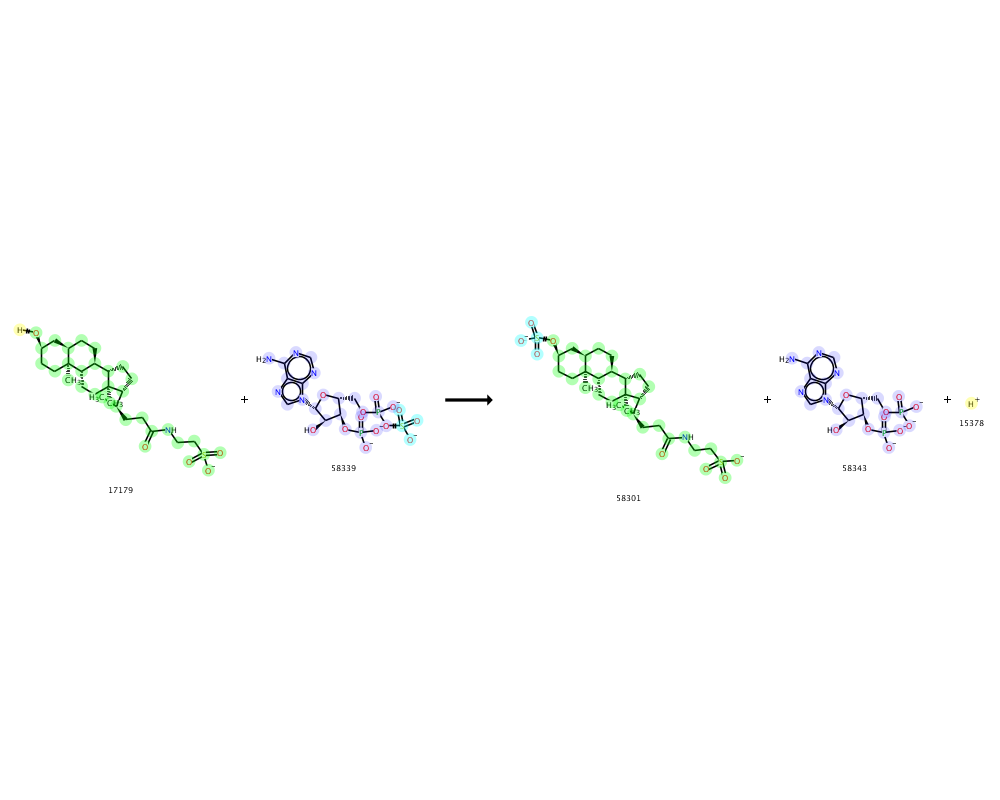 17179
+
58339
58301
+
58343
+
H+
15378
H
O
CH3
H3C
CH3
O
NH
O
S
O
O-
H2N
N
N
N
N
O
HO
O
P
O
O-
O-
O
P
O
O-
O
S
O
O
O-
O
O-
S
O
O
CH3
H3C
CH3
O
NH
O
S
O
O-
H2N
N
N
N
N
O
HO
O
P
O
O-
O-
O
P
O
O-
O-